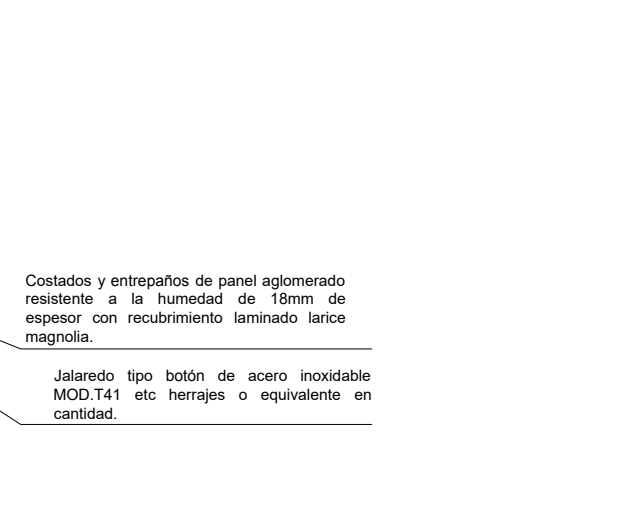 Costados y entrepaños de panel aglomerado
resistente a la humedad de 18mm de
espesor con recubrimiento laminado larice
magnolia.
Jalaredo tipo botón de acero inoxidable
MOD.T41 etc herrajes o equivalente en
cantidad.